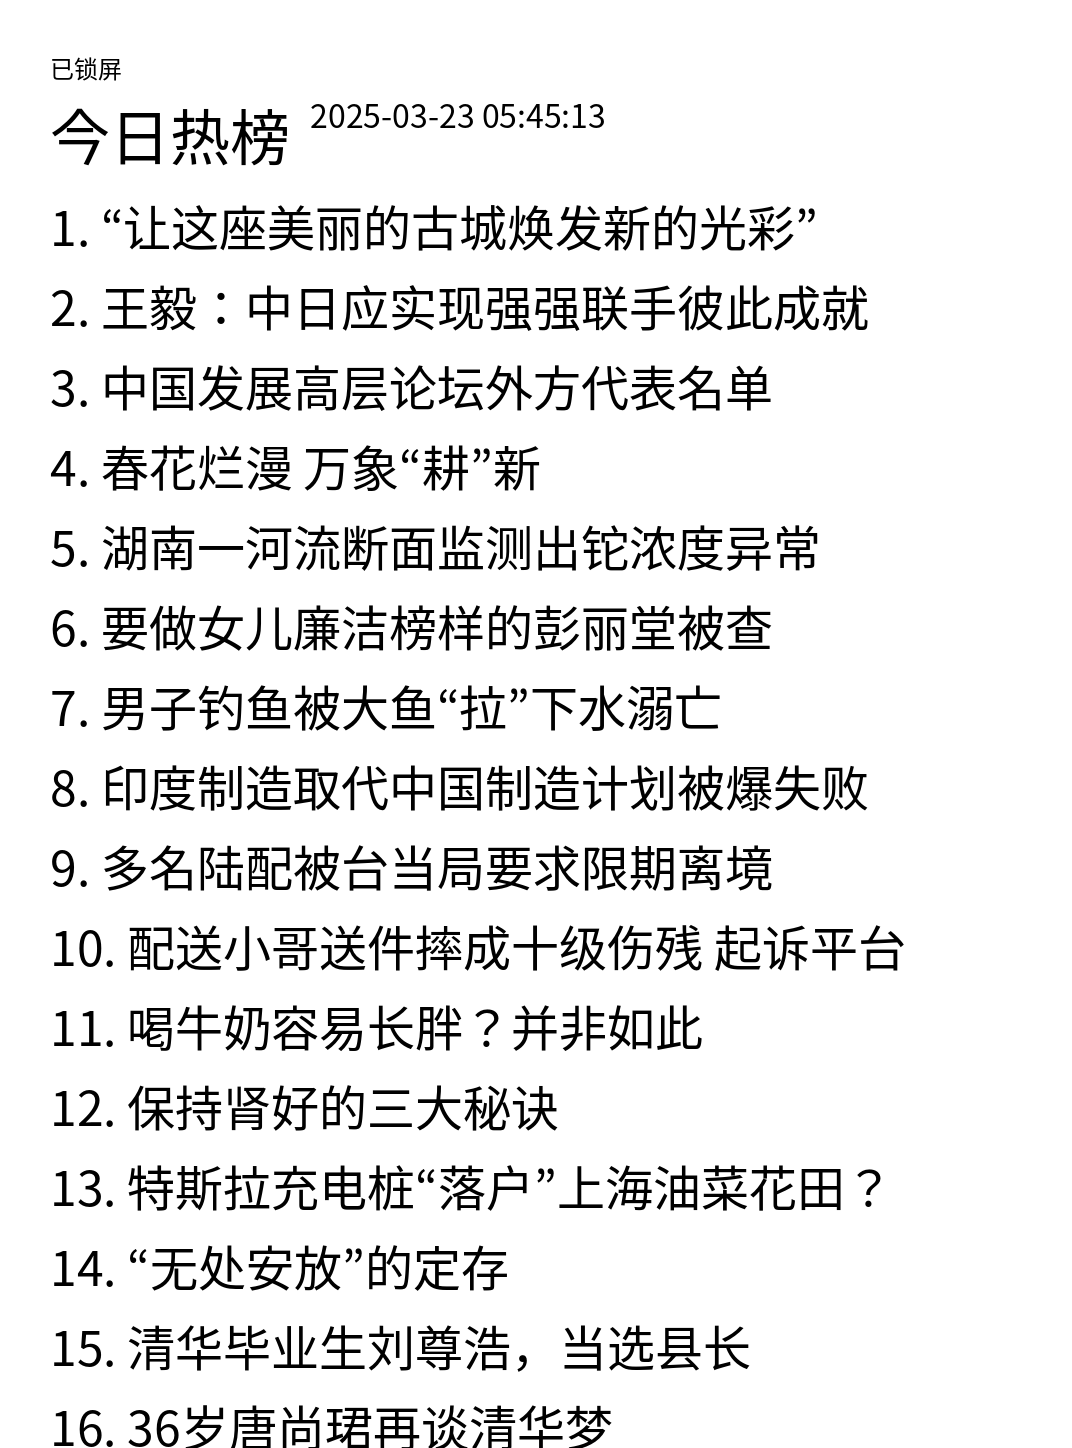 已锁屏
今日热榜 2025-03-23 05:45:13
1. “让这座美丽的古城焕发新的光彩”
2. 王毅：中日应实现强强联手彼此成就
3. 中国发展高层论坛外方代表名单
4. 春花烂漫 万象“耕”新
5. 湖南一河流断面监测出铊浓度异常
6. 要做女儿廉洁榜样的彭丽堂被查
7. 男子钓鱼被大鱼“拉”下水溺亡
8. 印度制造取代中国制造计划被爆失败
9. 多名陆配被台当局要求限期离境
10. 配送小哥送件摔成十级伤残 起诉平台
11. 喝牛奶容易长胖？并非如此
12. 保持肾好的三大秘诀
13. 特斯拉充电桩“落户”上海油菜花田？
14. “无处安放”的定存
15. 清华毕业生刘尊浩，当选县长
16. 36岁唐尚珺再谈清华梦